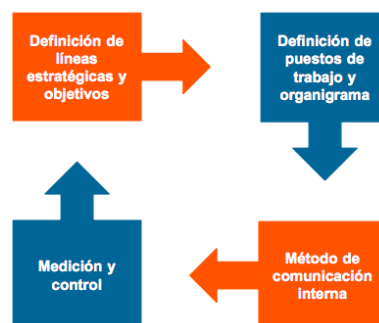 Definición de
líneas
estratégicas y
objetivos
Definición de
puestos de
trabajo y
organigrama
Método de
comunicación
interna
Medición y
control